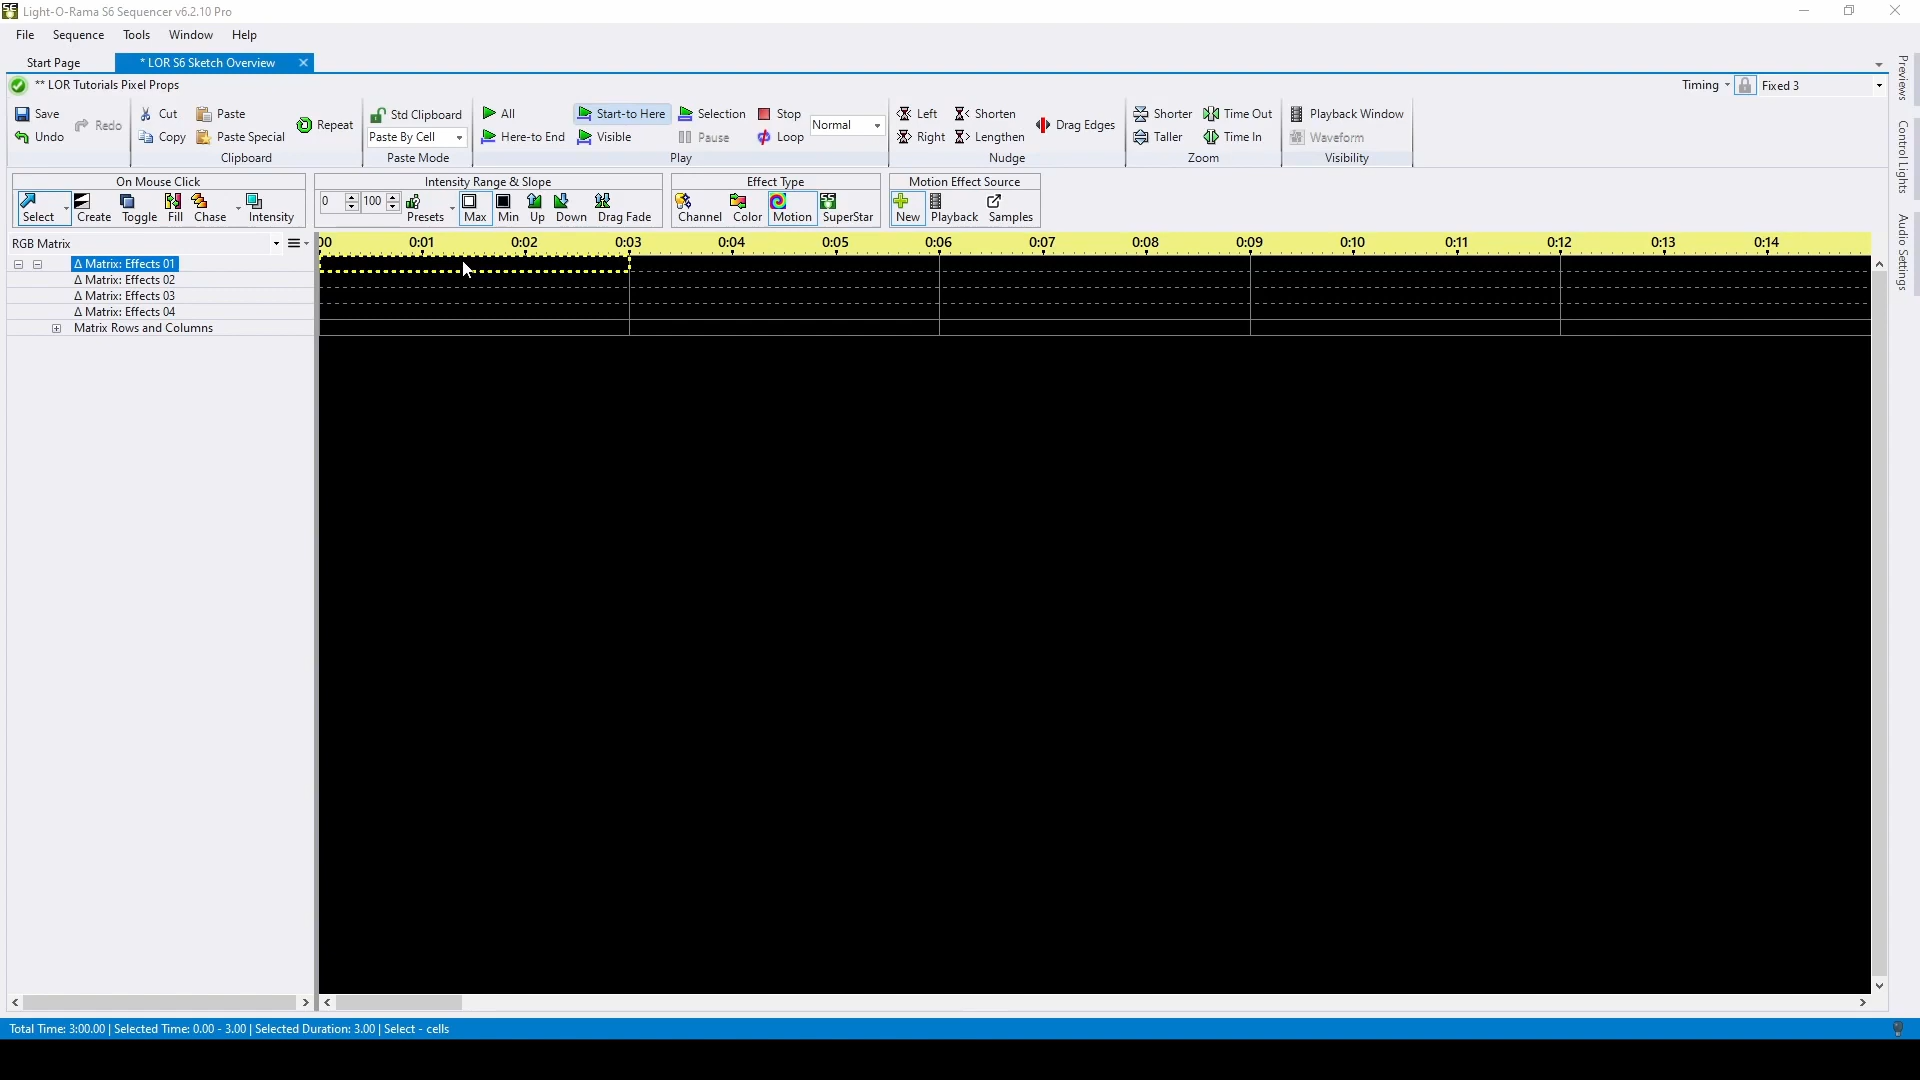 Light-O-Rama S6 Sequencer v6.2.10 Pro
File Sequence Tools Window Help
Start Page * LOR S6 Sketch Overview
** LOR Tutorials Pixel Props Timing Fixed 3
Save Cut Paste Std Clipboard All Start-to Here Selection Stop Left Shorten Shorter Time Out Playback Window
Redo Repeat Normal Drag Edges
Undo Copy Paste Special Paste By Cell Here-to End Visible Pause Loop Right Lengthen Taller Time In Waveform
Clipboard Paste Mode Play Nudge Zoom Visibility
On Mouse Click Intensity Range & Slope Effect Type Motion Effect Source
0 100
Select Create Toggle Fill Chase Intensity Presets Max Min Up Down Drag Fade Channel Color Motion SuperStar New Playback Samples
RGB Matrix 00 0:01 0:02 0:03 0:04 0:05 0:06 0:07 0:08 0:09 0:10 0:11 0:12 0:13 0:14
Δ Matrix: Effects 01
Δ Matrix: Effects 02
Δ Matrix: Effects 03
Δ Matrix: Effects 04
Matrix Rows and Columns
Previews
Control Lights
Audio Settings
Total Time: 3:00.00 | Selected Time: 0.00 - 3.00 | Selected Duration: 3.00 | Select - cells